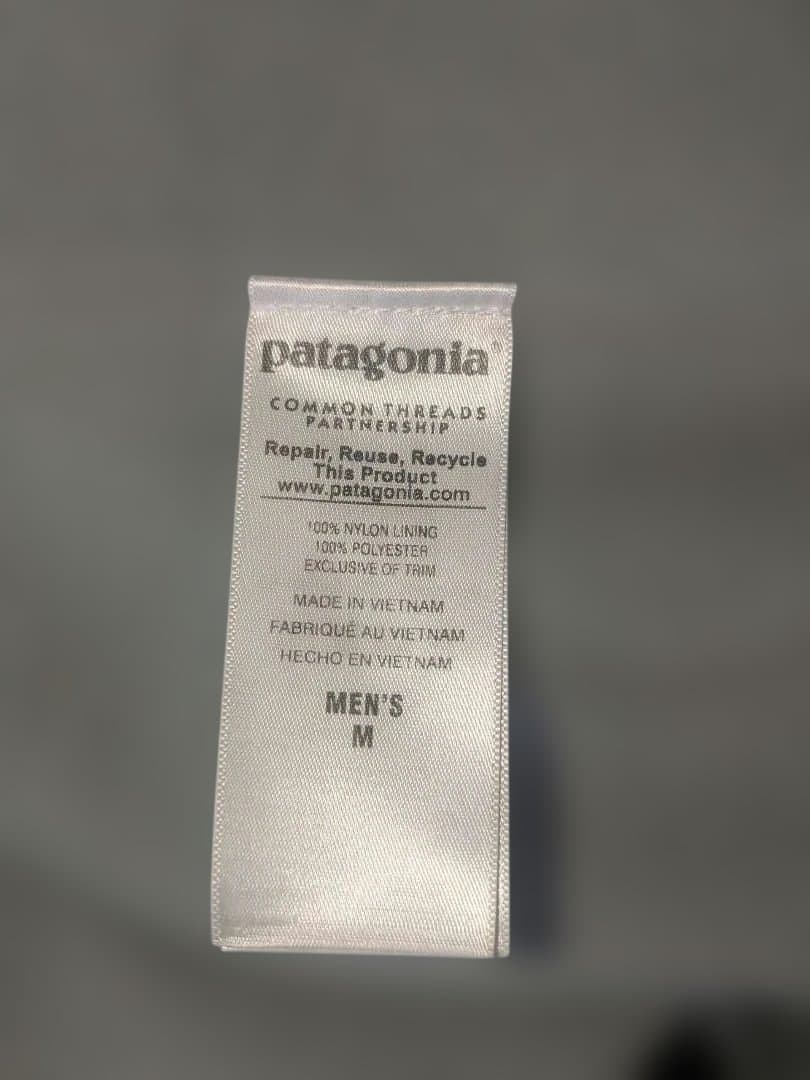 patagonia®
COMMON THREADS
PARTNERSHIP
Repair, Reuse, Recycle
This Product
www.patagonia.com
100% NYLON LINING
100% POLYESTER
EXCLUSIVE OF TRIM
MADE IN VIETNAM
FABRIQUÉ AU VIETNAM
HECHO EN VIETNAM
MEN'S
M